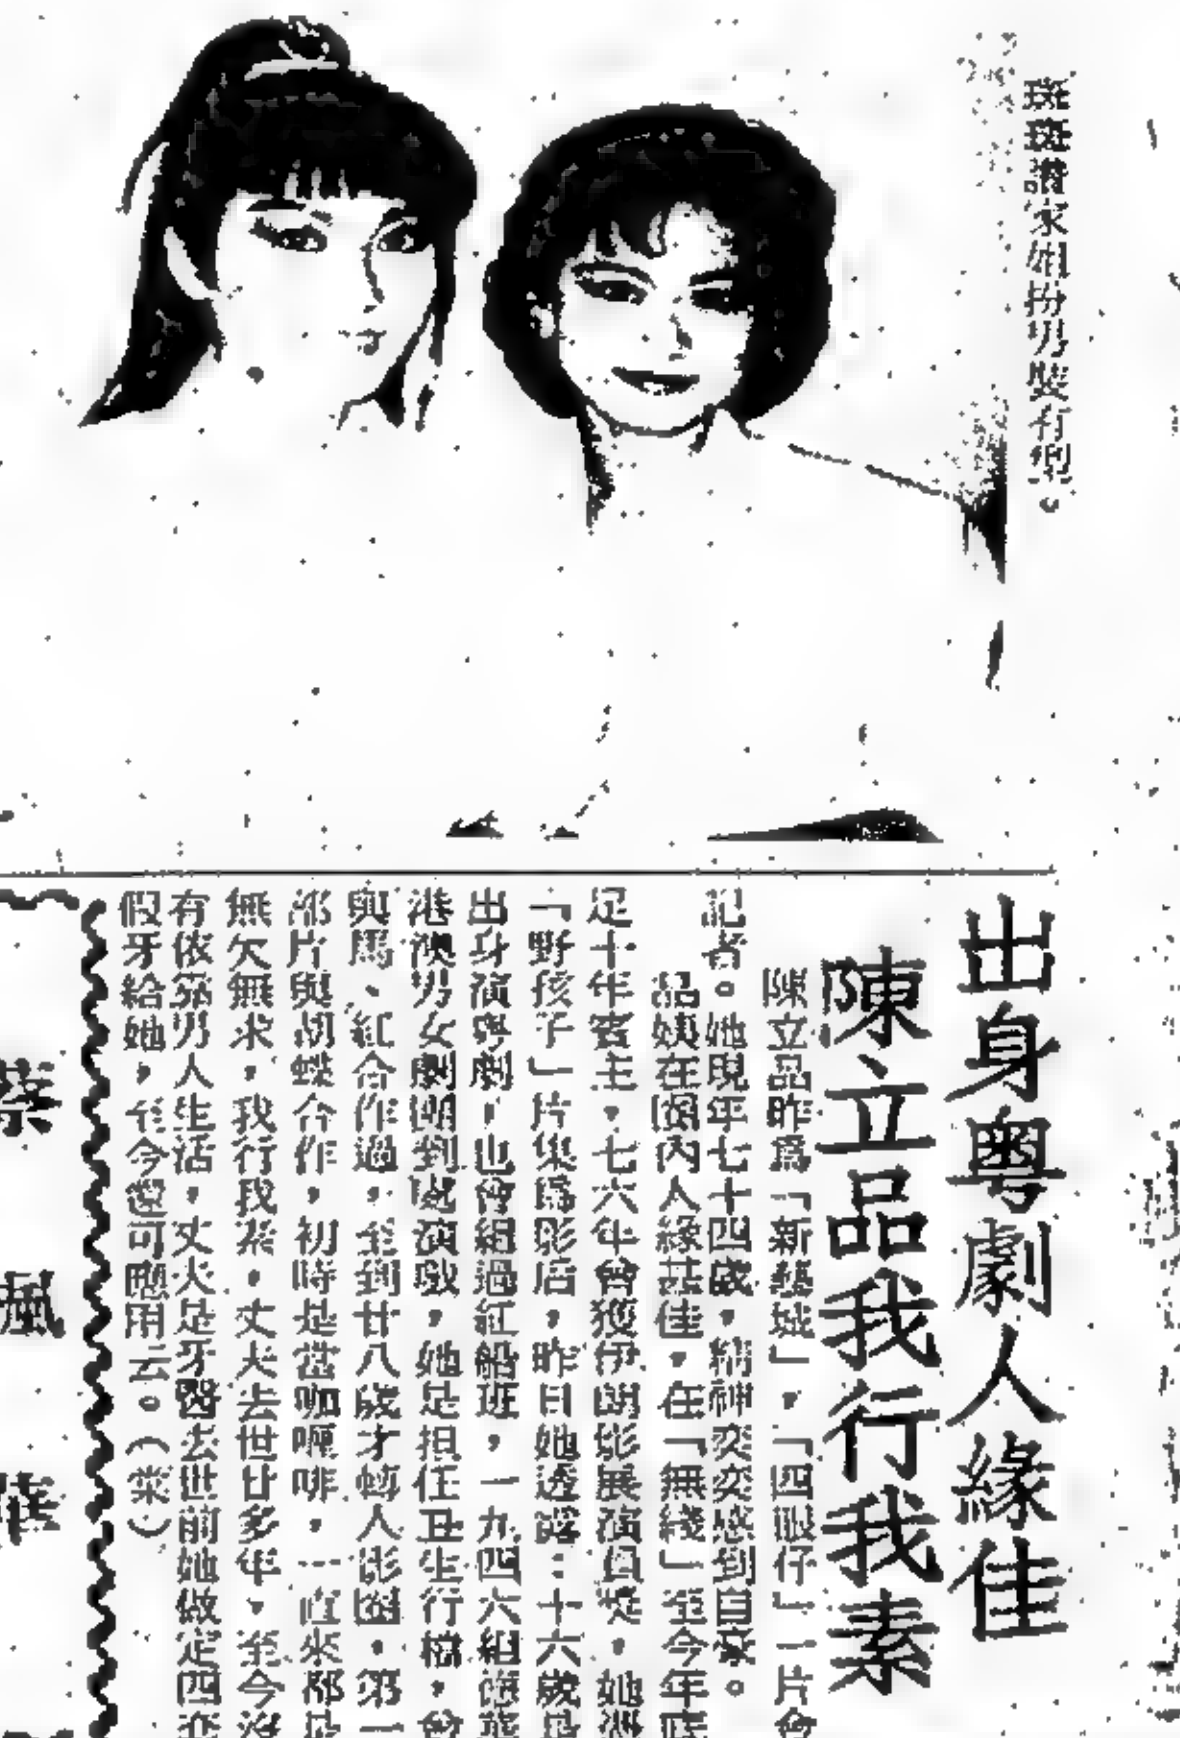 斑斑讚家姐扮男裝有型。
出身粵劇人緣佳
陳立品我行我素
陳立品昨爲「新藝城」，「四眼仔」一片會
記者。她現年七十四歲，精神奕奕感到自豪。
品姨在圈內人緣甚佳，在「無綫」至今年底
足十年賓主，七六年曾獲伊朗影展演員獎，她憑
「野孩子」片集爲影后，昨日她透露：十六歲是
出身演粵劇，也會組過紅船班，一九四六組
港澳男女劇團到處演戲，她是担任丑生行檔，曾
與馬、紅合作過，至到廿八歲才轉入影圈，第一
部片與胡蝶合作，初時是當咖喱啡，一直來都是
無欠無求，我行我素，丈夫去世廿多年，至今沒
有依靠男人生活，丈夫是牙醫去世前她做定四
假牙給她，至今還可應用云。（菜）
蔡
楓
華